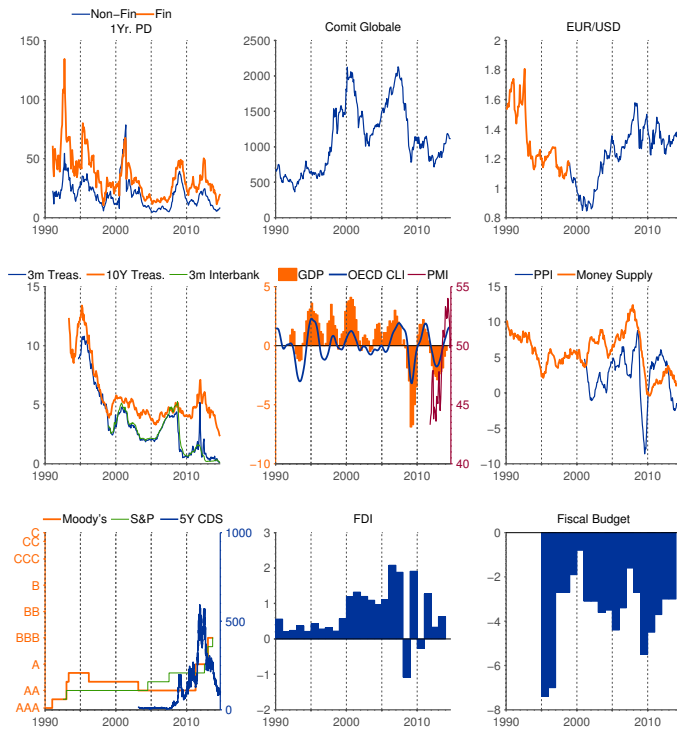 Non−Fin Fin
1Yr. PD
150
100
50
0
1990 2000 2010
Comit Globale
2500
2000
1500
1000
500
0
1990 2000 2010
EUR/USD
2
1.8
1.6
1.4
1.2
1
0.8
1990 2000 2010
3m Treas. 10Y Treas. 3m Interbank
15
10
5
0
1990 2000 2010
GDP OECD CLI PMI
5 55
0 50
−5 45
−10 40
1990 2000 2010
PPI Money Supply
15
10
5
0
−5
−10
1990 2000 2010
Moody's S&P 5Y CDS
C 1000
CC
CCC
B
BB 500
BBB
A
AA
AAA 0
1990 2000 2010
FDI
3
2
1
0
−1
−2
1990 2000 2010
Fiscal Budget
0
−2
−4
−6
−8
1990 2000 2010